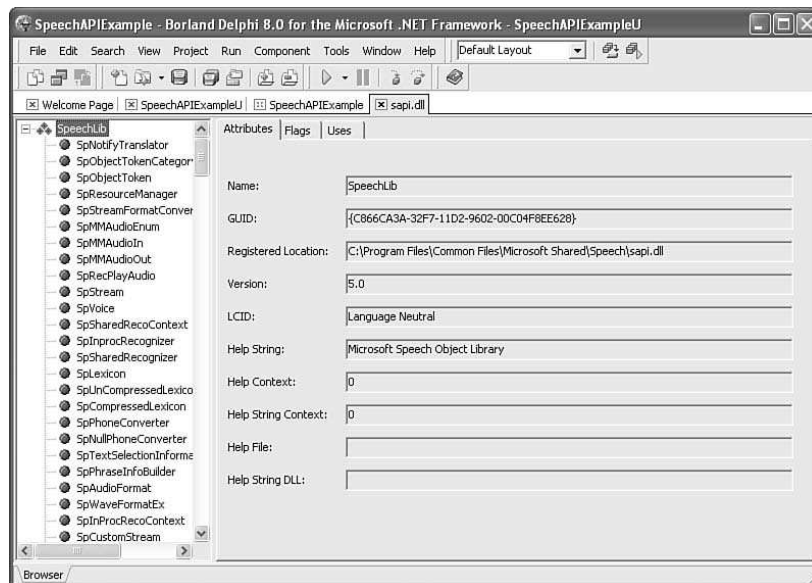 SpeechAPIExample - Borland Delphi 8.0 for the Microsoft .NET Framework - SpeechAPIExampleU
File Edit Search View Project Run Component Tools Window Help Default Layout
Welcome Page SpeechAPIExampleU SpeechAPIExample sapi.dll
SpeechLib
SpNotifyTranslator
SpObjectTokenCategor
SpObjectToken
SpResourceManager
SpStreamFormatConver
SpMMAudioEnum
SpMMAudioIn
SpMMAudioOut
SpRecPlayAudio
SpStream
SpVoice
SpSharedRecoContext
SpInprocRecognizer
SpSharedRecognizer
SpLexicon
SpUnCompressedLexico
SpCompressedLexicon
SpPhoneConverter
SpNullPhoneConverter
SpTextSelectionInforma
SpPhraseInfoBuilder
SpAudioFormat
SpWaveFormatEx
SpInProcRecoContext
SpCustomStream
Attributes Flags Uses
Name: SpeechLib
GUID: {C866CA3A-32F7-11D2-9602-00C04F8EE628}
Registered Location: C:\Program Files\Common Files\Microsoft Shared\Speech\sapi.dll
Version: 5.0
LCID: Language Neutral
Help String: Microsoft Speech Object Library
Help Context: 0
Help String Context: 0
Help File:
Help String DLL:
Browser